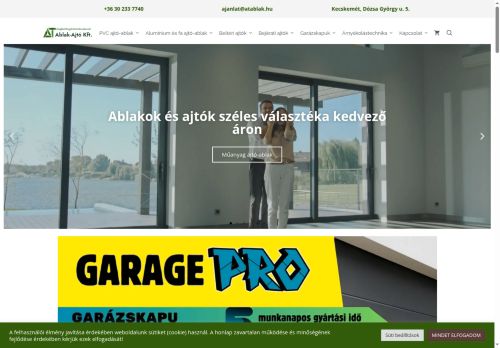 +36 30 233 7740
ajanlat@atablak.hu
Kecskemét, Dózsa György u. 5.
AT
Ablak-Ajtó Kft.
PVC ajtó-ablak
Alumínium és fa ajtó-ablak
Beltéri ajtók
Bejárati ajtók
Garázskapuk
Árnyékolástechnika
Kapcsolat
Ablakok és ajtók széles választéka kedvező
áron
Műanyag ajtó-ablak
GARAGE PRO
GARÁZSKAPU
5 munkanapos gyártási idő
A felhasználói élmény javítása érdekében weboldalunk sütiket (cookie) használ. A honlap zavartalan működése és minőségének
fejlődése érdekében kérjük ezek elfogadását!
Süti beállítások
MINDET ELFOGADOM